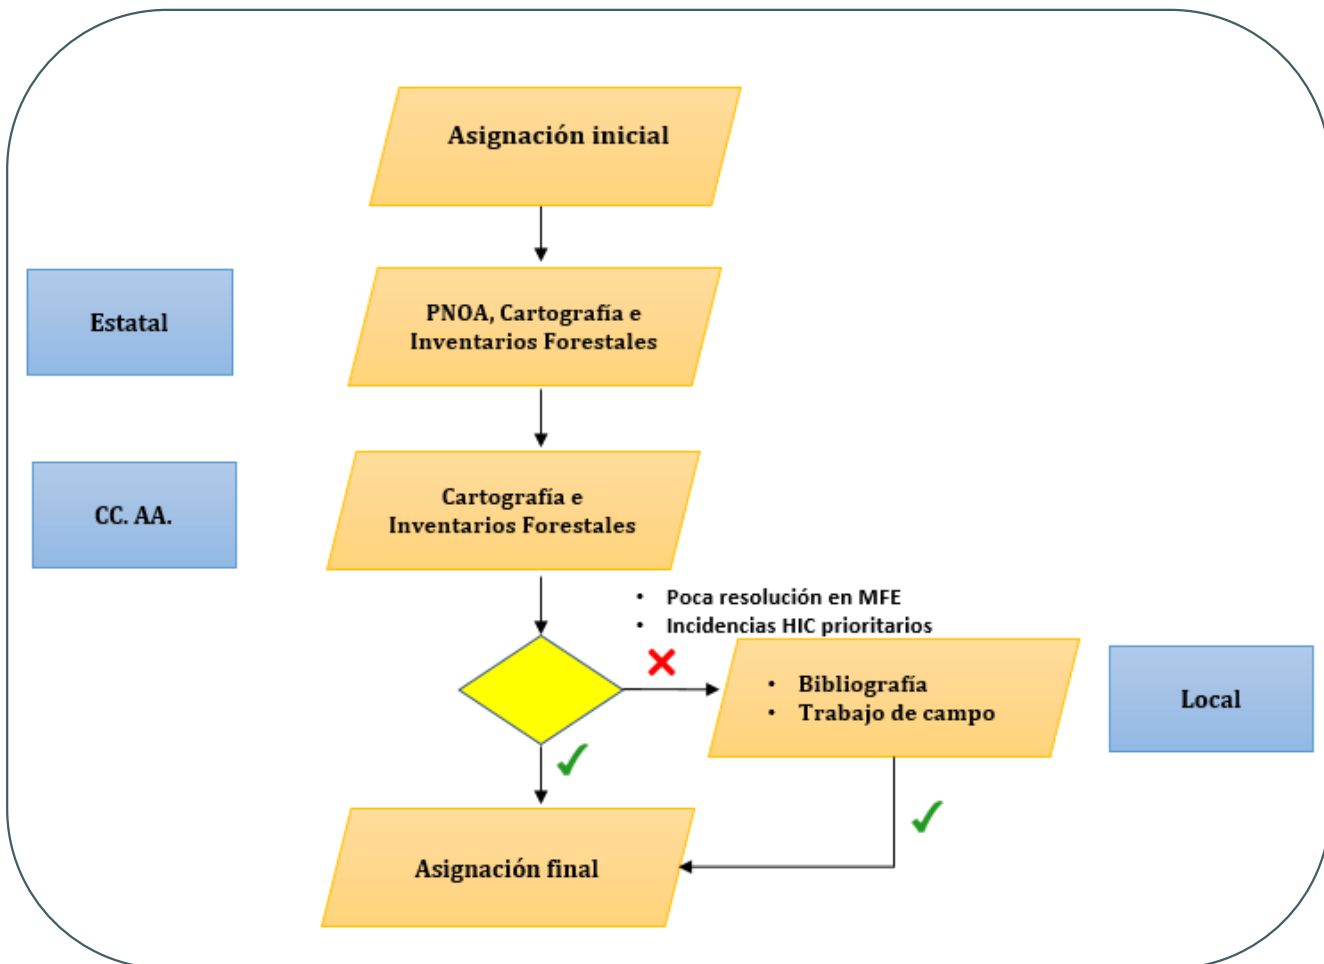 Asignación inicial
Estatal
PNOA, Cartografía e
Inventarios Forestales
CC. AA.
Cartografía e
Inventarios Forestales
• Poca resolución en MFE
• Incidencias HIC prioritarios
• Bibliografía
• Trabajo de campo
Local
Asignación final